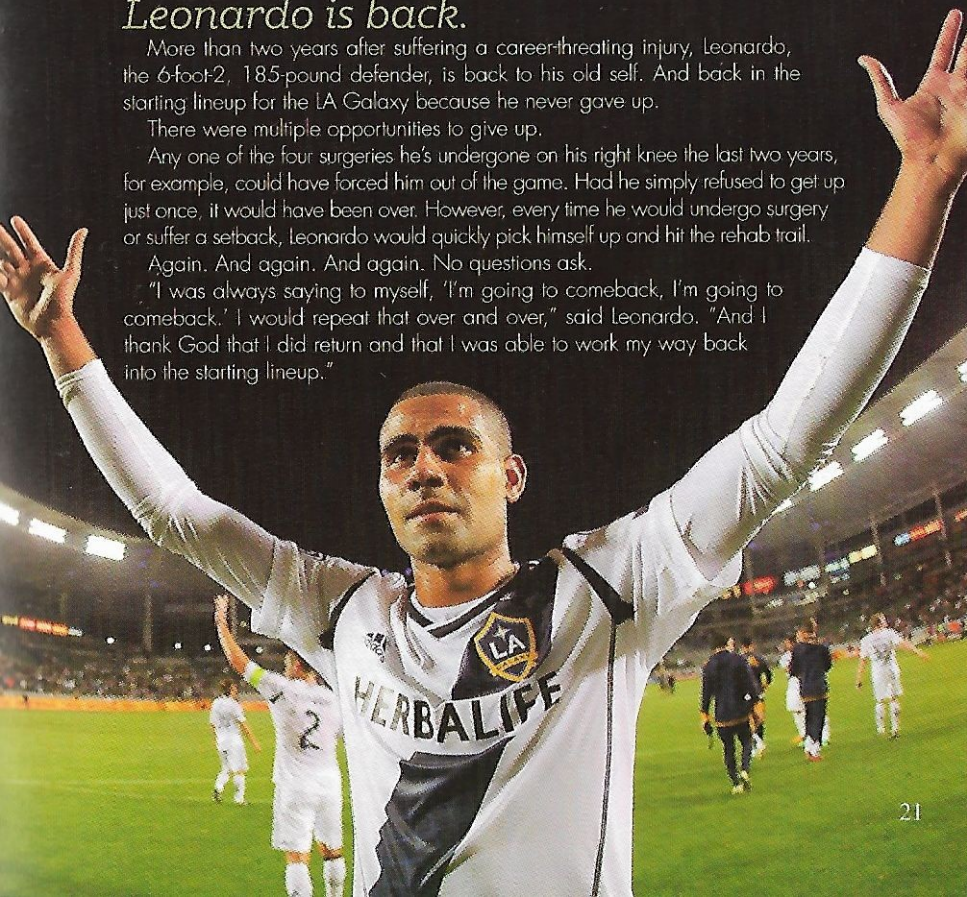 Leonardo is back.
More than two years after suffering a career-threating injury, Leonardo,
the 6-foot-2, 185-pound defender, is back to his old self. And back in the
starting lineup for the LA Galaxy because he never gave up.
There were multiple opportunities to give up.
Any one of the four surgeries he's undergone on his right knee the last two years,
for example, could have forced him out of the game. Had he simply refused to get up
just once, it would have been over. However, every time he would undergo surgery
or suffer a setback, Leonardo would quickly pick himself up and hit the rehab trail.
Again. And again. And again. No questions ask.
"I was always saying to myself, 'I'm going to comeback, I'm going to
comeback.' I would repeat that over and over," said Leonardo. "And I
thank God that I did return and that I was able to work my way back
into the starting lineup."
adidas
LA
HERBALIFE
2
21